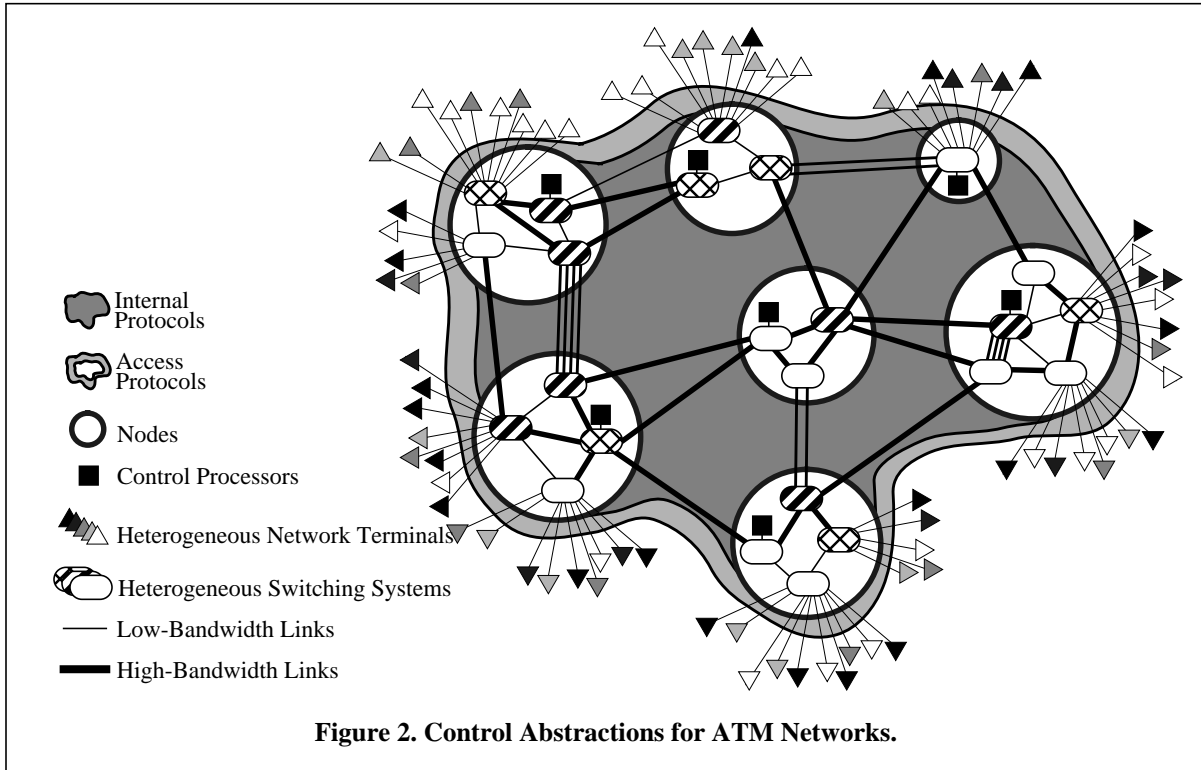 Internal
Protocols
Access
Protocols
Nodes
Control Processors
Heterogeneous Network Terminals
Heterogeneous Switching Systems
Low-Bandwidth Links
High-Bandwidth Links
Figure 2. Control Abstractions for ATM Networks.